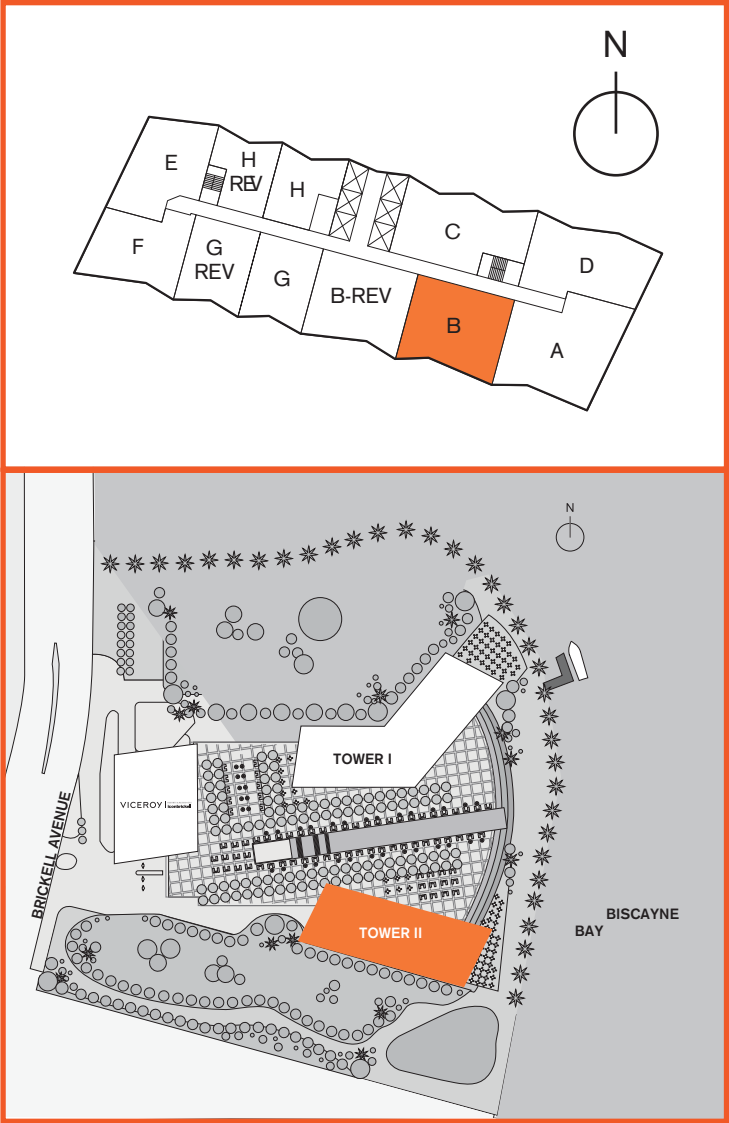 N
E
H
REV
H
C
D
F
G
REV
G
B-REV
B
A
N
TOWER I
VICEROY
BRICKELL AVENUE
TOWER II
BISCAYNE
BAY